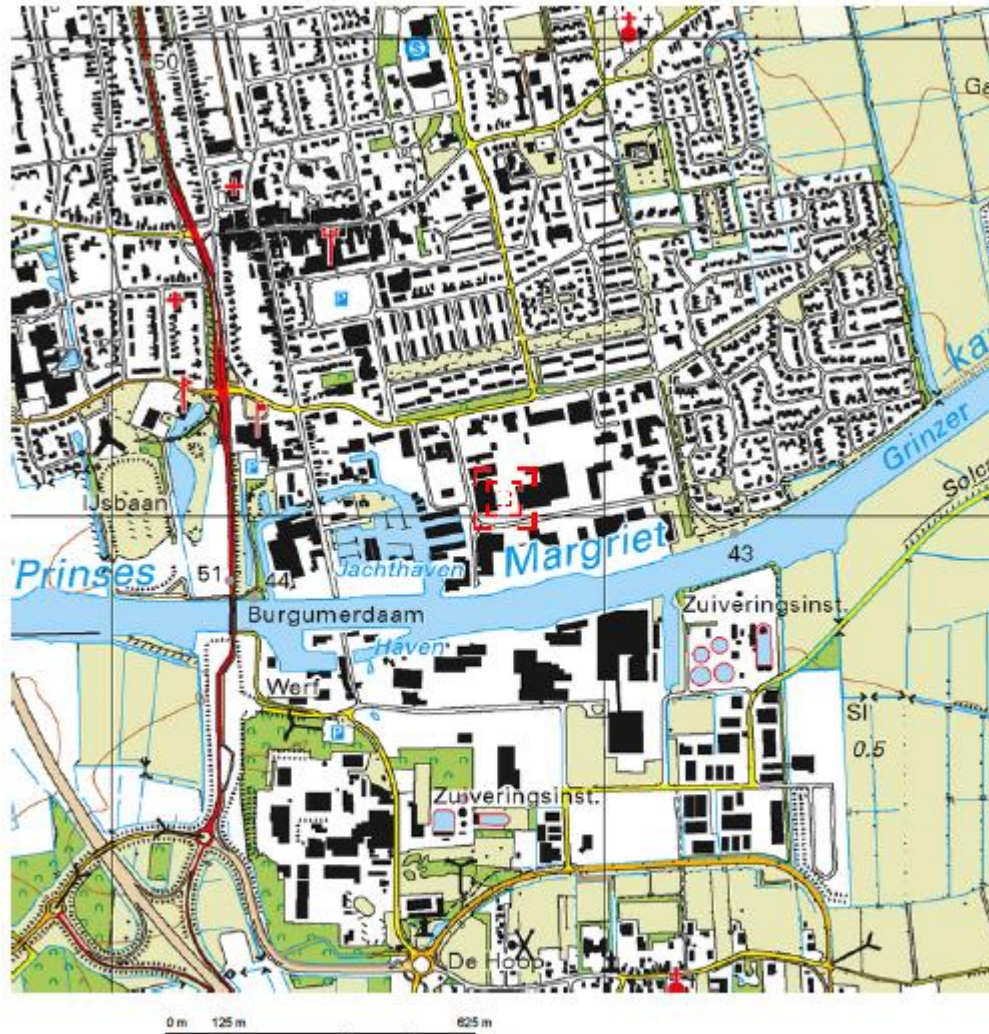 50
S
Ga
P
ka
Grinzer
IJsbaan
P
Solo
Prinses
51
44
Jachthaven
Margriet
43
Burgumerdaam
Zuiveringsinst.
Haven
Werf
P
Sl
0.5
Zuiveringsinst.
De Hoop
0 m 125 m 625 m